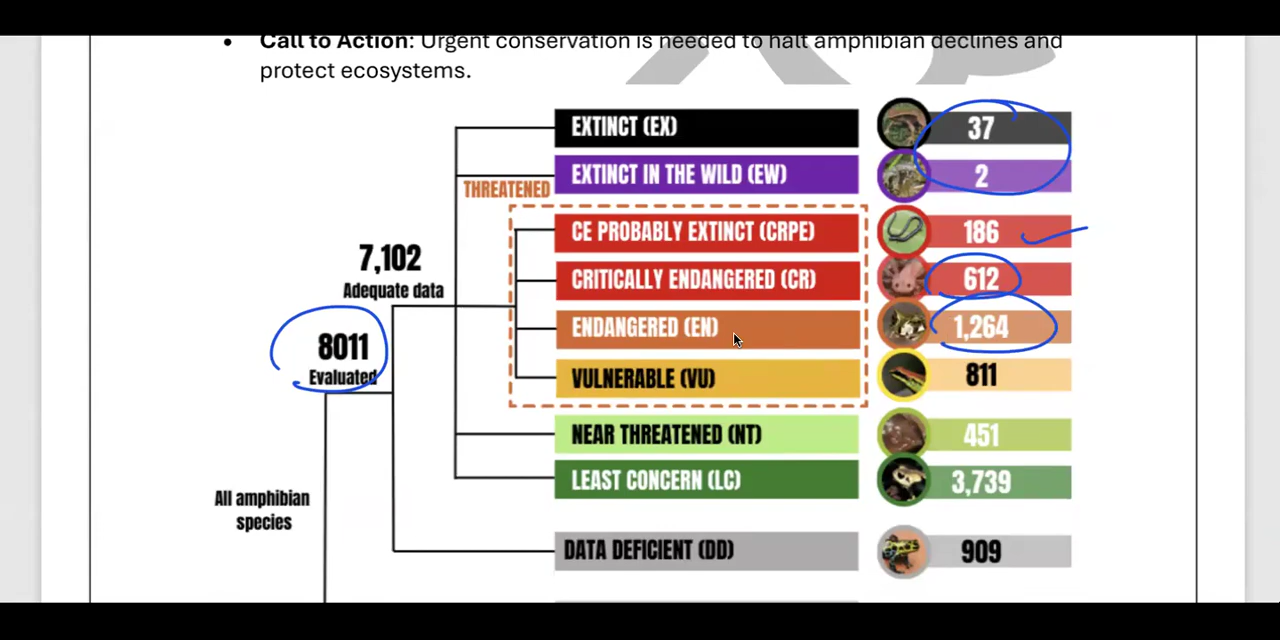 • Call to Action: Urgent conservation is needed to halt amphibian declines and
protect ecosystems.
EXTINCT (EX) 37
EXTINCT IN THE WILD (EW) 2
THREATENED
CE PROBABLY EXTINCT (CRPE) 186
7,102
Adequate data
CRITICALLY ENDANGERED (CR) 612
ENDANGERED (EN) 1,264
8011
Evaluated
VULNERABLE (VU) 811
NEAR THREATENED (NT) 451
LEAST CONCERN (LC) 3,739
All amphibian
species
DATA DEFICIENT (DD) 909